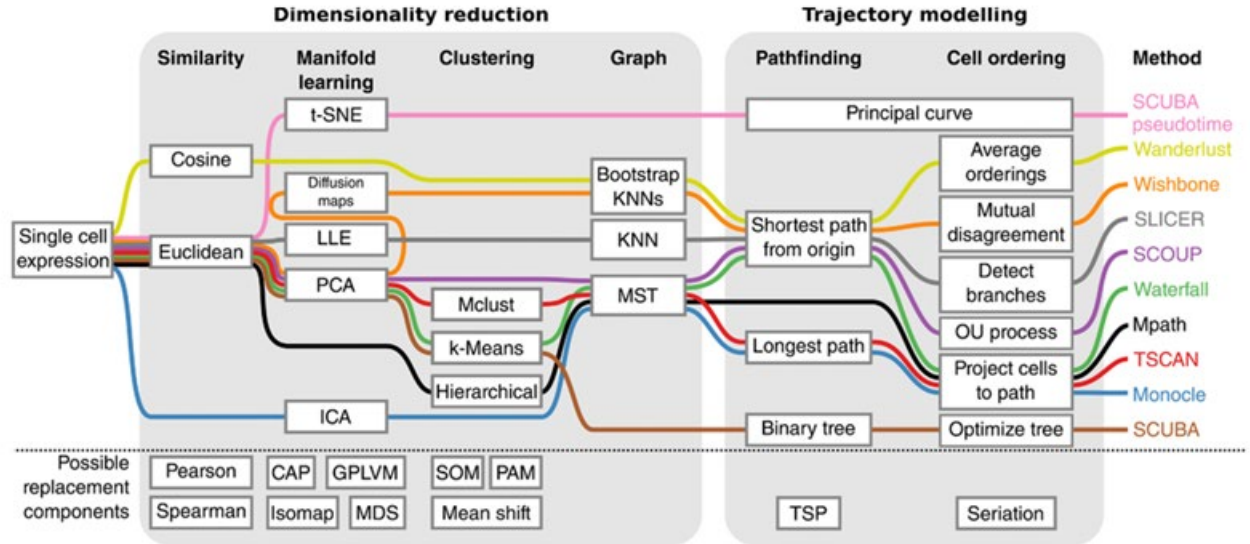 Dimensionality reduction
Trajectory modelling
Similarity
Manifold
learning
Clustering
Graph
Pathfinding
Cell ordering
Method
t-SNE
Principal curve
SCUBA
pseudotime
Cosine
Average
orderings
Wanderlust
Diffusion
maps
Bootstrap
KNNs
Wishbone
Mutual
disagreement
Single cell
expression
Euclidean
LLE
KNN
Shortest path
from origin
SLICER
PCA
Detect
branches
SCOUP
Mclust
MST
OU process
Waterfall
k-Means
Longest path
Mpath
Hierarchical
Project cells
to path
TSCAN
Monocle
ICA
Binary tree
Optimize tree
SCUBA
Possible
replacement
components
Pearson
CAP
GPLVM
SOM
PAM
Spearman
Isomap
MDS
Mean shift
TSP
Seriation